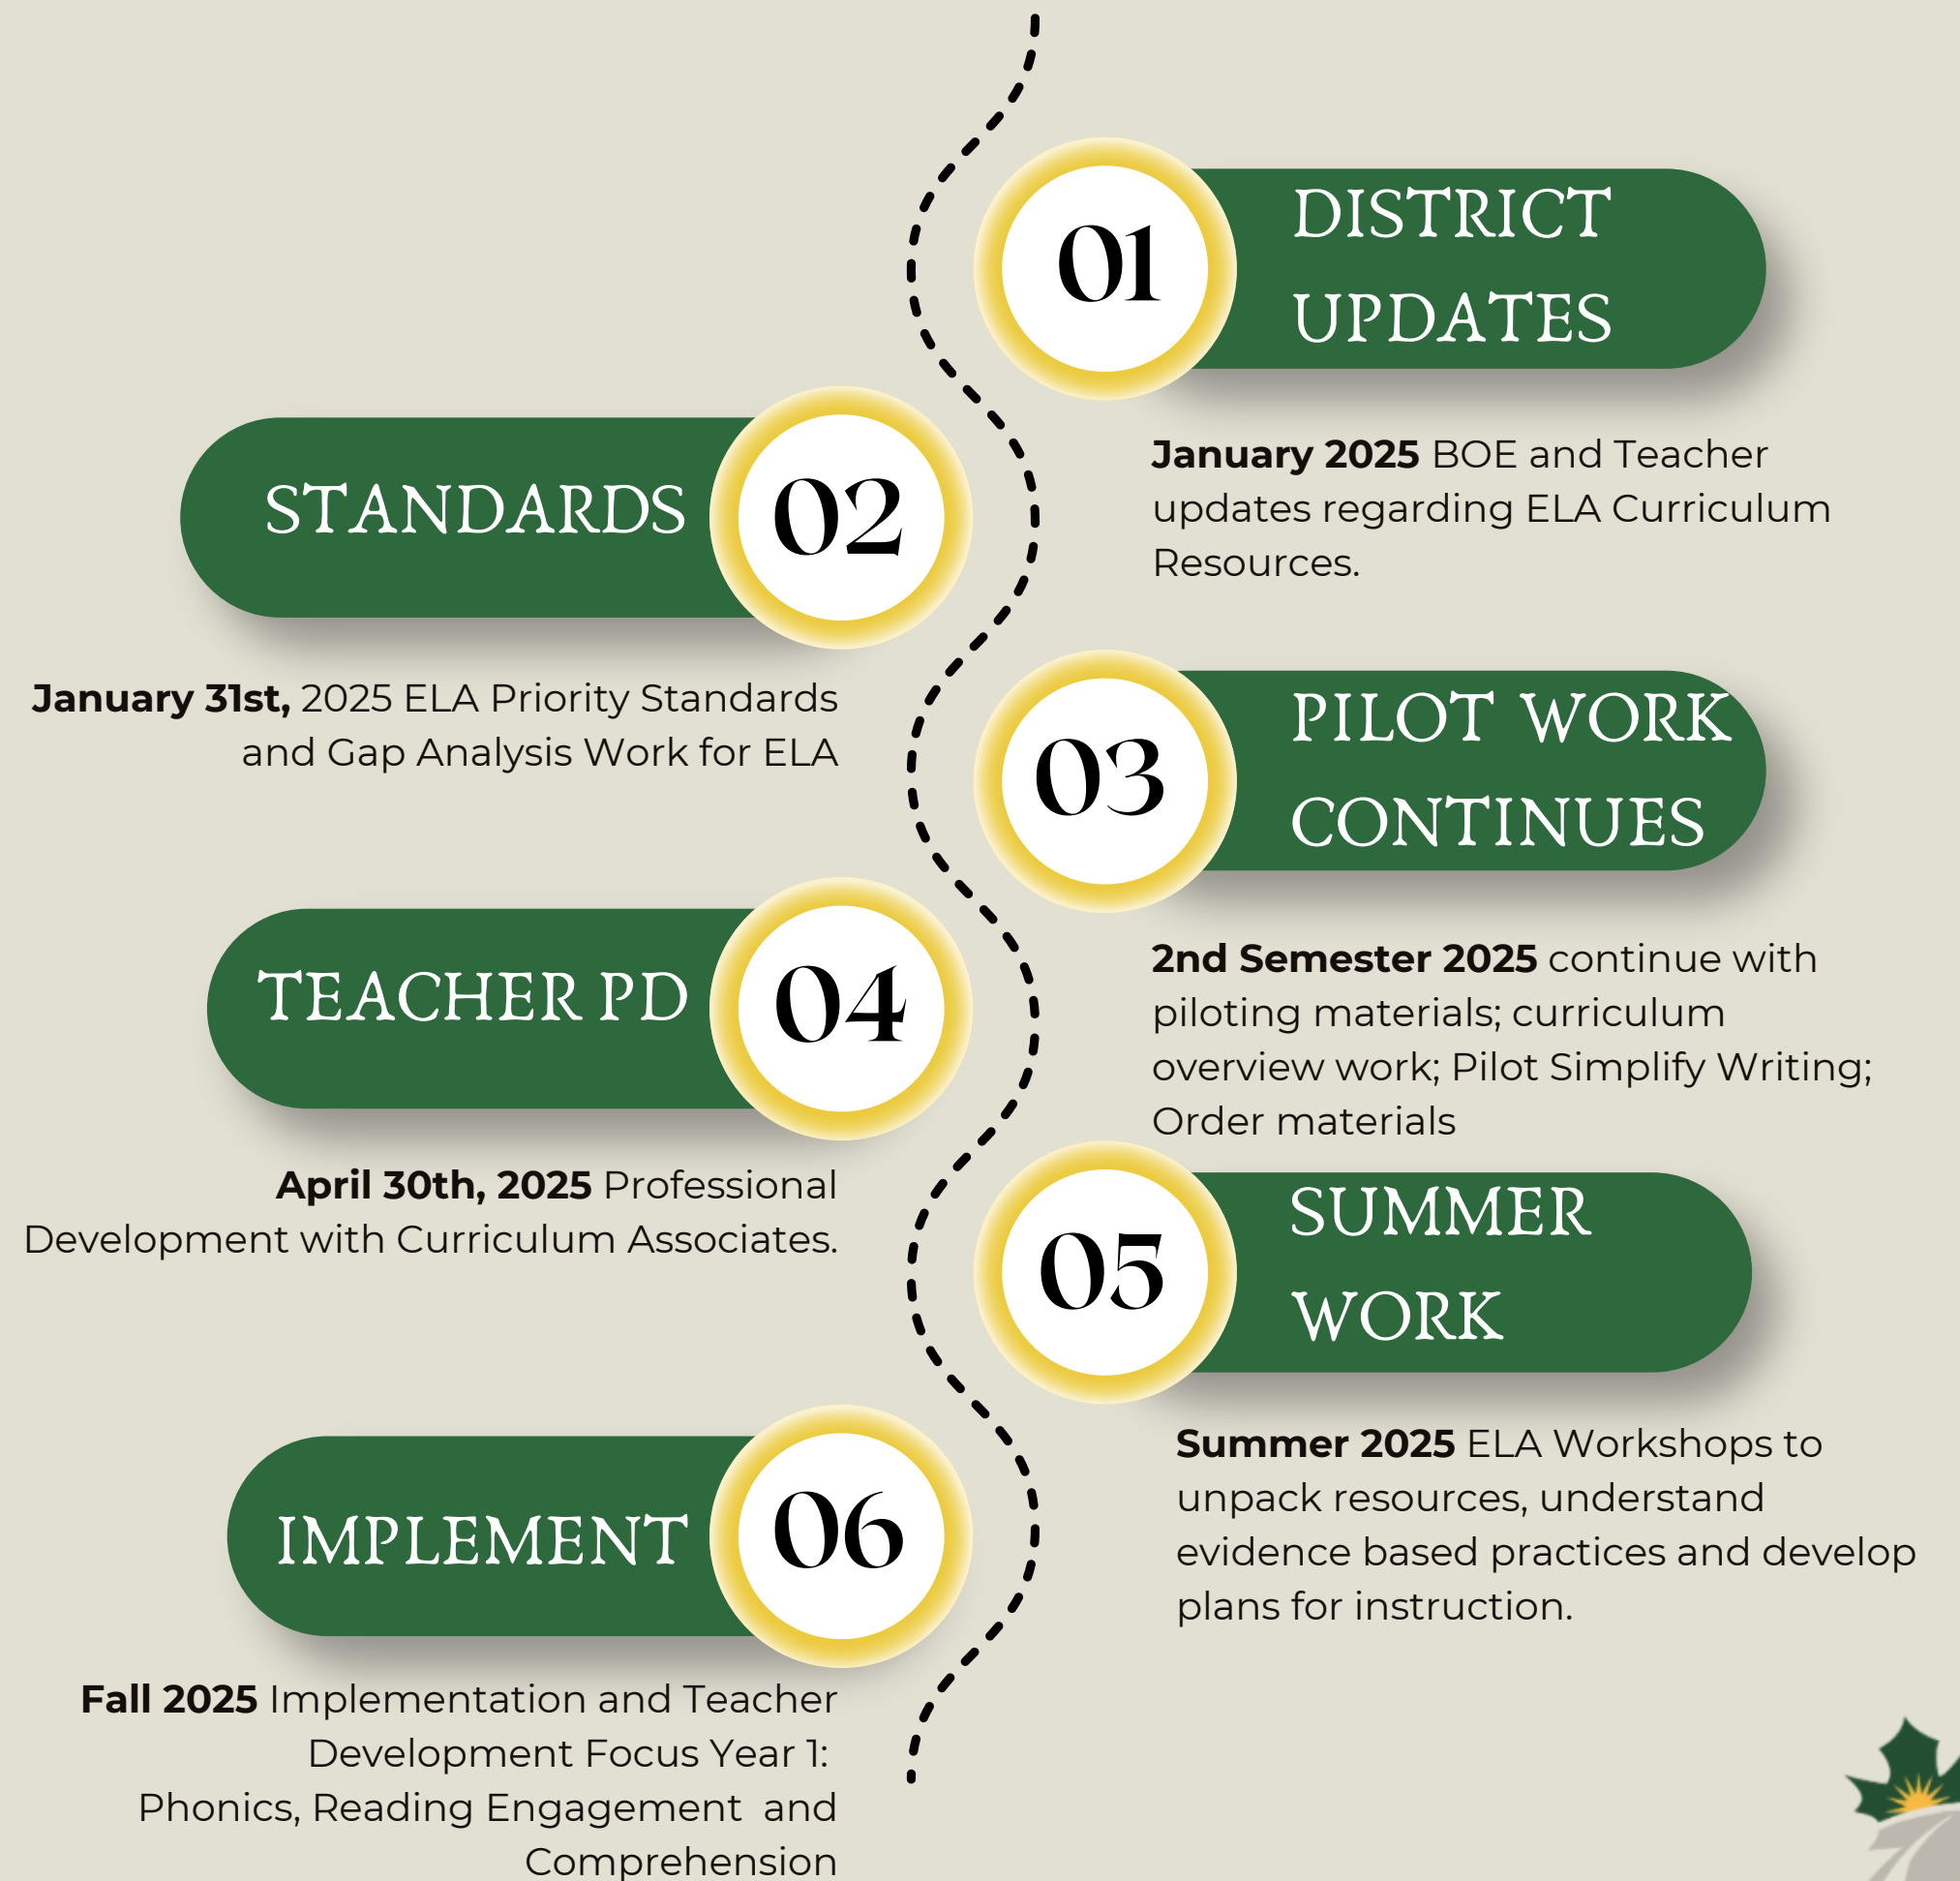 01
DISTRICT
UPDATES
January 2025 BOE and Teacher
updates regarding ELA Curriculum
Resources.
STANDARDS
02
January 31st, 2025 ELA Priority Standards
and Gap Analysis Work for ELA
03
PILOT WORK
CONTINUES
2nd Semester 2025 continue with
piloting materials; curriculum
overview work; Pilot Simplify Writing;
Order materials
TEACHER PD
04
April 30th, 2025 Professional
Development with Curriculum Associates.
05
SUMMER
WORK
Summer 2025 ELA Workshops to
unpack resources, understand
evidence based practices and develop
plans for instruction.
IMPLEMENT
06
Fall 2025 Implementation and Teacher
Development Focus Year 1:
Phonics, Reading Engagement and
Comprehension